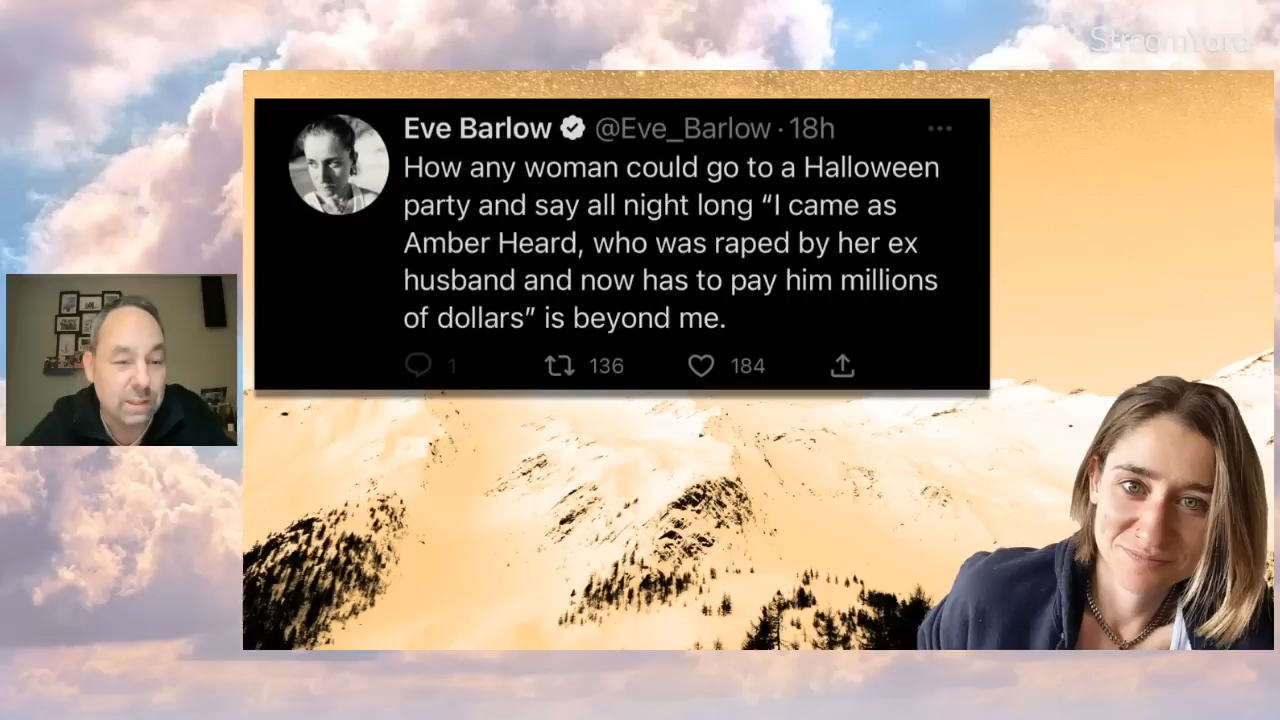 StreamYard
Eve Barlow @Eve_Barlow · 18h
How any woman could go to a Halloween
party and say all night long “I came as
Amber Heard, who was raped by her ex
husband and now has to pay him millions
of dollars” is beyond me.
1 136 184